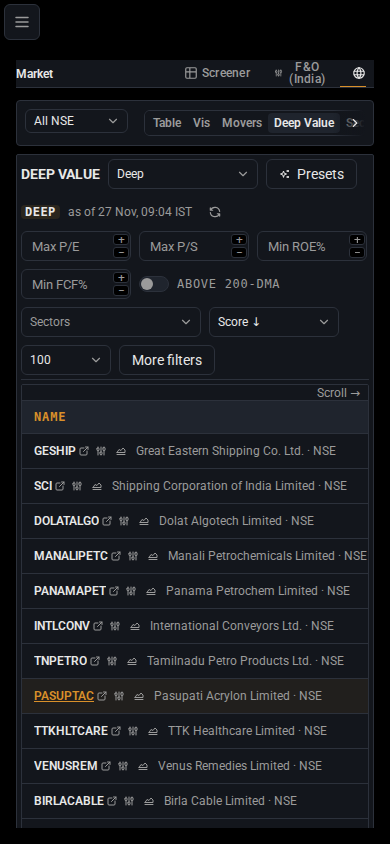 Market Screener F&O (India)
All NSE Table Vis Movers Deep Value
DEEP VALUE Deep Presets
DEEP as of 27 Nov, 09:04 IST
Max P/E + − Max P/S + − Min ROE% + −
Min FCF% + − ABOVE 200-DMA
Sectors Score ↓
100 More filters
Scroll →
NAME
GESHIP Great Eastern Shipping Co. Ltd. · NSE
SCI Shipping Corporation of India Limited · NSE
DOLATALGO Dolat Algotech Limited · NSE
MANALIPETC Manali Petrochemicals Limited · NSE
PANAMAPET Panama Petrochem Limited · NSE
INTLCONV International Conveyors Ltd. · NSE
TNPETRO Tamilnadu Petro Products Ltd. · NSE
PASUPTAC Pasupati Acrylon Limited · NSE
TTKHLTCARE TTK Healthcare Limited · NSE
VENUSREM Venus Remedies Limited · NSE
BIRLACABLE Birla Cable Limited · NSE